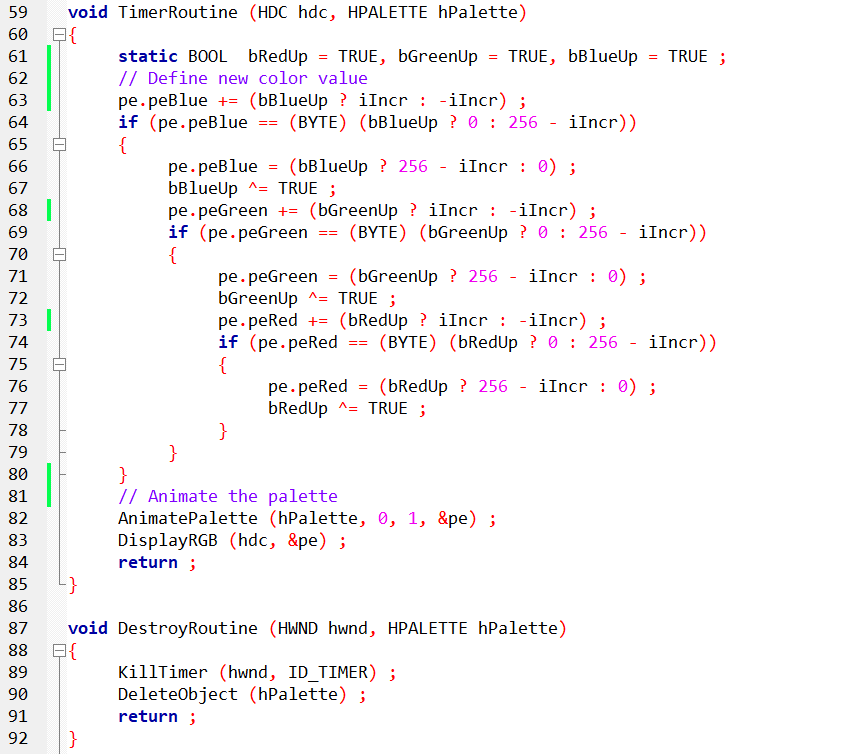 59 void TimerRoutine (HDC hdc, HPALETTE hPalette)
60 {
61      static BOOL  bRedUp = TRUE, bGreenUp = TRUE, bBlueUp = TRUE ;
62      // Define new color value
63      pe.peBlue += (bBlueUp ? iIncr : -iIncr) ;
64      if (pe.peBlue == (BYTE) (bBlueUp ? 0 : 256 - iIncr))
65      {
66           pe.peBlue = (bBlueUp ? 256 - iIncr : 0) ;
67           bBlueUp ^= TRUE ;
68           pe.peGreen += (bGreenUp ? iIncr : -iIncr) ;
69           if (pe.peGreen == (BYTE) (bGreenUp ? 0 : 256 - iIncr))
70           {
71                pe.peGreen = (bGreenUp ? 256 - iIncr : 0) ;
72                bGreenUp ^= TRUE ;
73                pe.peRed += (bRedUp ? iIncr : -iIncr) ;
74                if (pe.peRed == (BYTE) (bRedUp ? 0 : 256 - iIncr))
75                {
76                     pe.peRed = (bRedUp ? 256 - iIncr : 0) ;
77                     bRedUp ^= TRUE ;
78                }
79           }
80      }
81      // Animate the palette
82      AnimatePalette (hPalette, 0, 1, &pe) ;
83      DisplayRGB (hdc, &pe) ;
84      return ;
85 }
86
87 void DestroyRoutine (HWND hwnd, HPALETTE hPalette)
88 {
89      KillTimer (hwnd, ID_TIMER) ;
90      DeleteObject (hPalette) ;
91      return ;
92 }